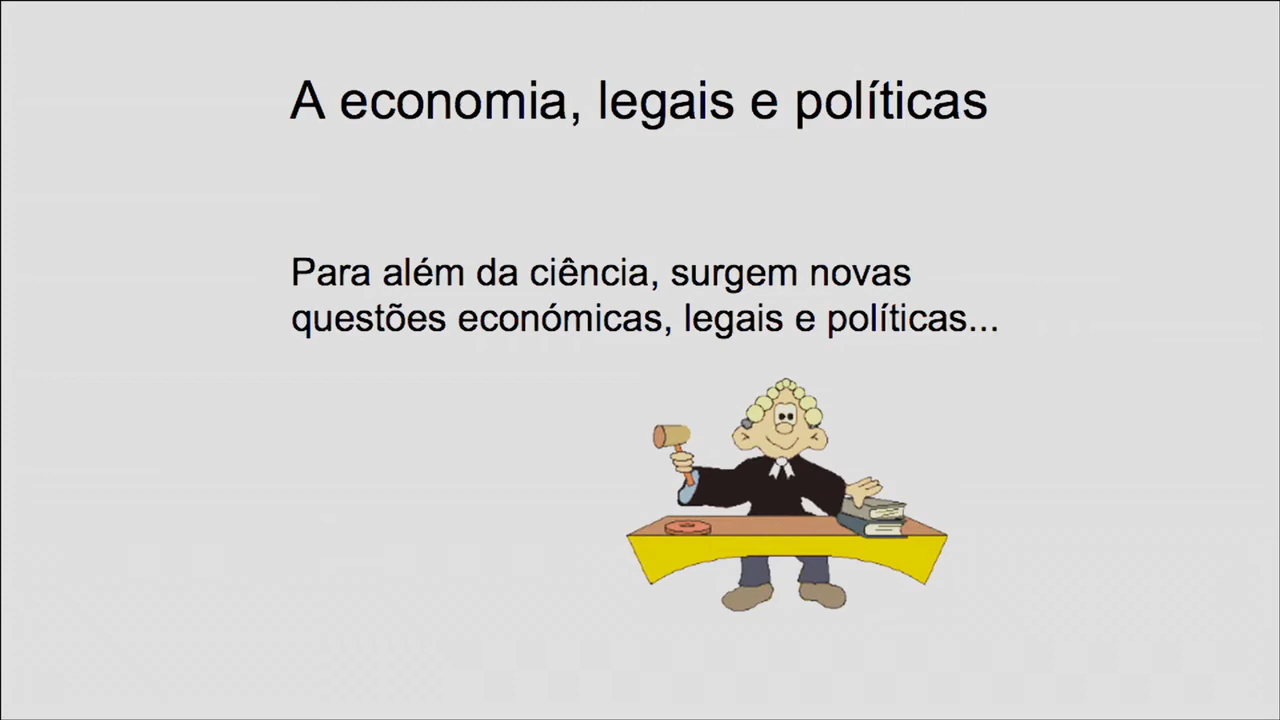 A economia, legais e políticas
Para além da ciência, surgem novas
questões económicas, legais e políticas...